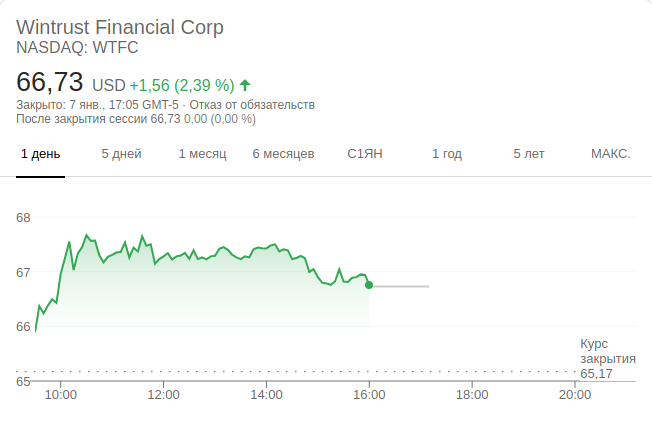 Wintrust Financial Corp
NASDAQ: WTFC
66,73 USD +1,56 (2,39 %)
Закрыто: 7 янв., 17:05 GMT-5 · Отказ от обязательств
После закрытия сессии 66,73 0,00 (0,00 %)
1 день 5 дней 1 месяц 6 месяцев С1ЯН 1 год 5 лет МАКС.
68
67
66
Курс
закрытия
65,17
65
10:00 12:00 14:00 16:00 18:00 20:00